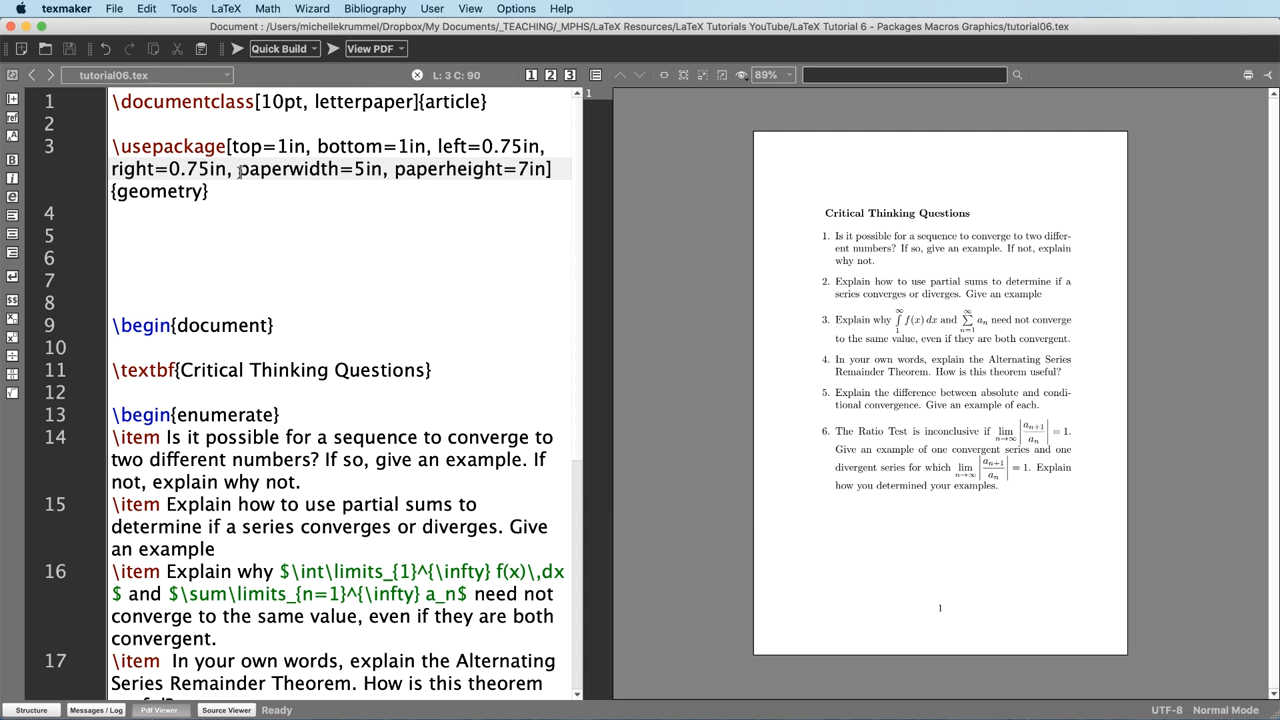 texmaker File Edit Tools LaTeX Math Wizard Bibliography User View Options Help
Document : /Users/michellekrummel/Dropbox/My Documents/_TEACHING/_MPHS/LaTeX Resources/LaTeX Tutorials YouTube/LaTeX Tutorial 6 - Packages Macros Graphics/tutorial06.tex
Quick Build View PDF
tutorial06.tex L: 3 C: 90 1 2 3 89%
1 \documentclass[10pt, letterpaper]{article}
2
3 \usepackage[top=1in, bottom=1in, left=0.75in,
right=0.75in, paperwidth=5in, paperheight=7in]
{geometry}
4
5
6
7
8
9 \begin{document}
10
11 \textbf{Critical Thinking Questions}
12
13 \begin{enumerate}
14 \item Is it possible for a sequence to converge to
two different numbers? If so, give an example. If
not, explain why not.
15 \item Explain how to use partial sums to
determine if a series converges or diverges. Give
an example
16 \item Explain why $\int\limits_{1}^{\infty} f(x)\,dx
$ and $\sum\limits_{n=1}^{\infty} a_n$ need not
converge to the same value, even if they are both
convergent.
17 \item In your own words, explain the Alternating
Series Remainder Theorem. How is this theorem
1
Critical Thinking Questions
1. Is it possible for a sequence to converge to two differ-
ent numbers? If so, give an example. If not, explain
why not.
2. Explain how to use partial sums to determine if a
series converges or diverges. Give an example
3. Explain why ∫₁^∞ f(x) dx and ∑_{n=1}^∞ aₙ need not converge
to the same value, even if they are both convergent.
4. In your own words, explain the Alternating Series
Remainder Theorem. How is this theorem useful?
5. Explain the difference between absolute and condi-
tional convergence. Give an example of each.
6. The Ratio Test is inconclusive if lim_{n→∞} |aₙ₊₁/aₙ| = 1.
Give an example of one convergent series and one
divergent series for which lim_{n→∞} |aₙ₊₁/aₙ| = 1. Explain
how you determined your examples.
1
Structure Messages / Log Pdf Viewer Source Viewer Ready UTF-8 Normal Mode